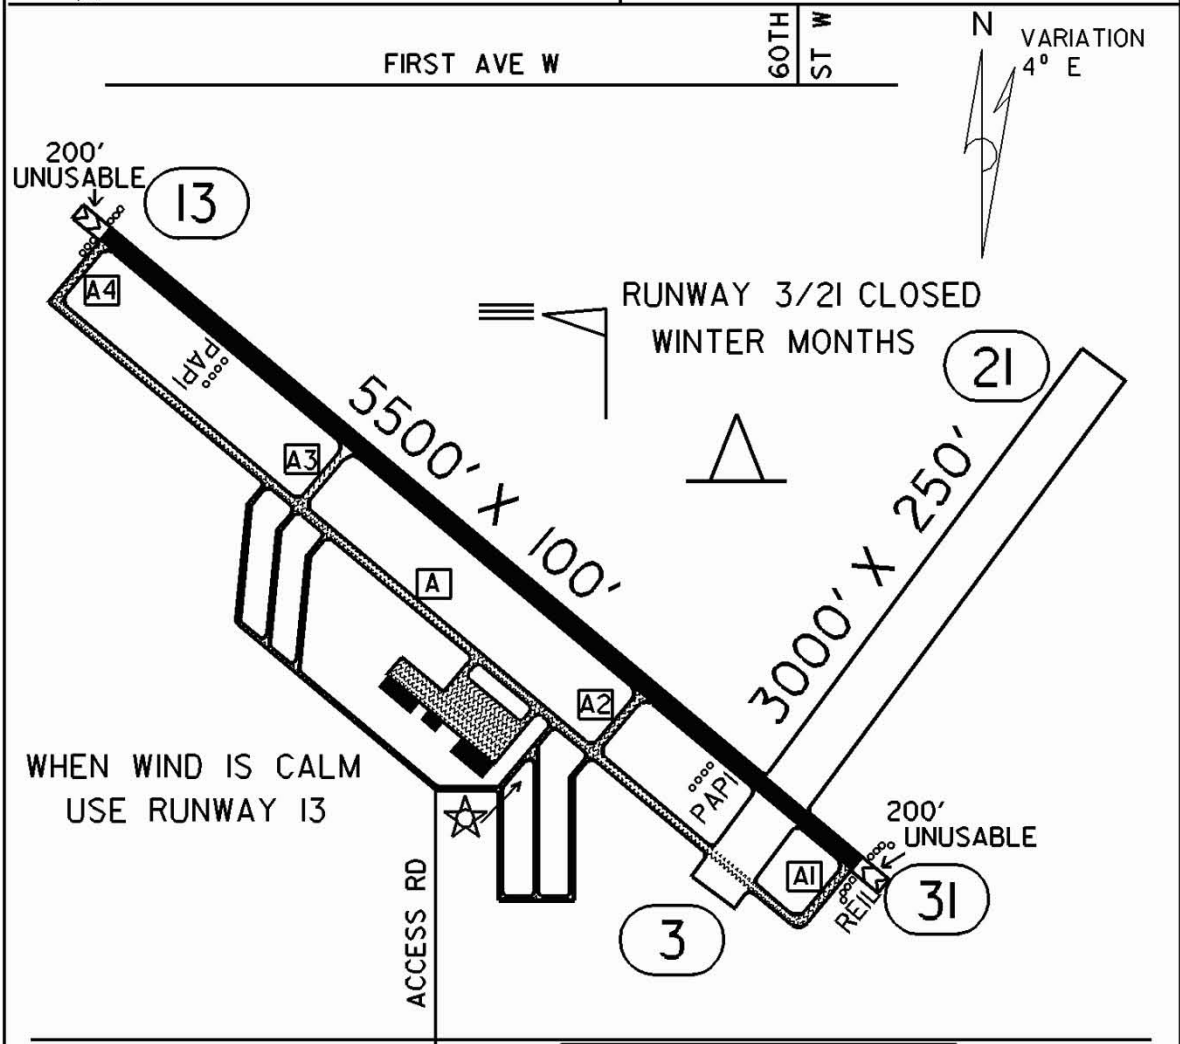 FIRST AVE W
60TH
ST W
N
VARIATION
4° E
200'
UNUSABLE
13
A4
RUNWAY 3/21 CLOSED
WINTER MONTHS
21
PAPI
5500' X 100'
A3
3000' X 250'
A
A2
WHEN WIND IS CALM
USE RUNWAY 13
PAPI
200'
UNUSABLE
A1
REIL
31
3
ACCESS RD